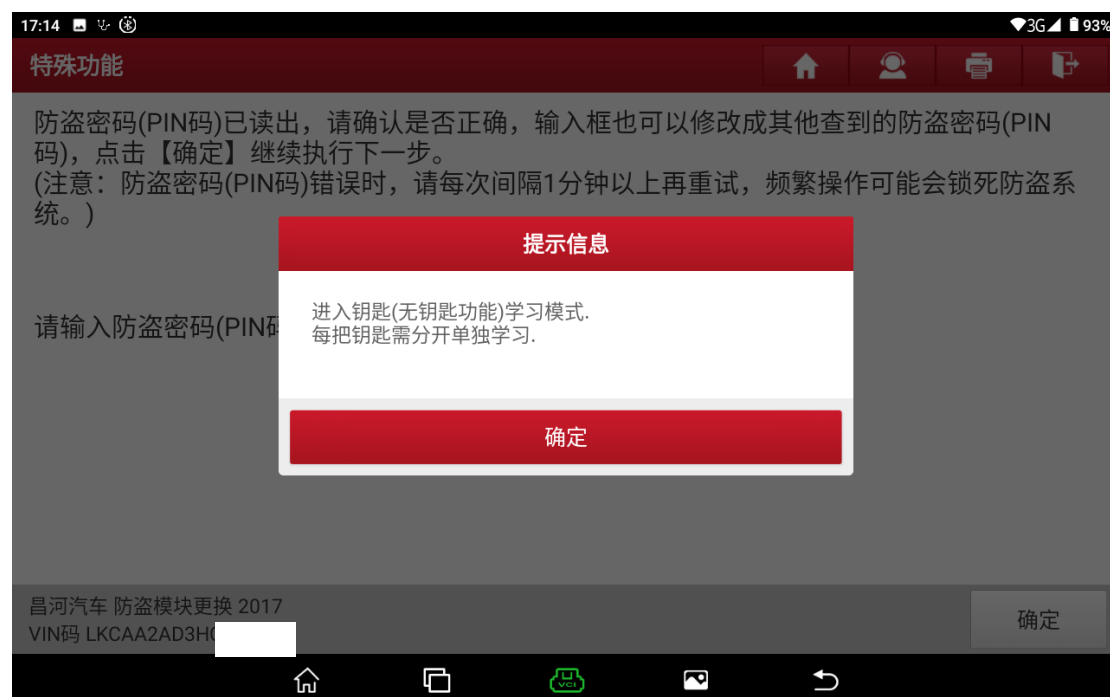 17:14
3G 93%
特殊功能
防盗密码(PIN码)已读出，请确认是否正确，输入框也可以修改成其他查到的防盗密码(PIN
码)，点击【确定】继续执行下一步。
(注意：防盗密码(PIN码)错误时，请每次间隔1分钟以上再重试，频繁操作可能会锁死防盗系
统。)
提示信息
请输入防盗密码(PIN码
进入钥匙(无钥匙功能)学习模式.
每把钥匙需分开单独学习.
确定
昌河汽车 防盗模块更换 2017
VIN码 LKCAA2AD3H
确定
VCI